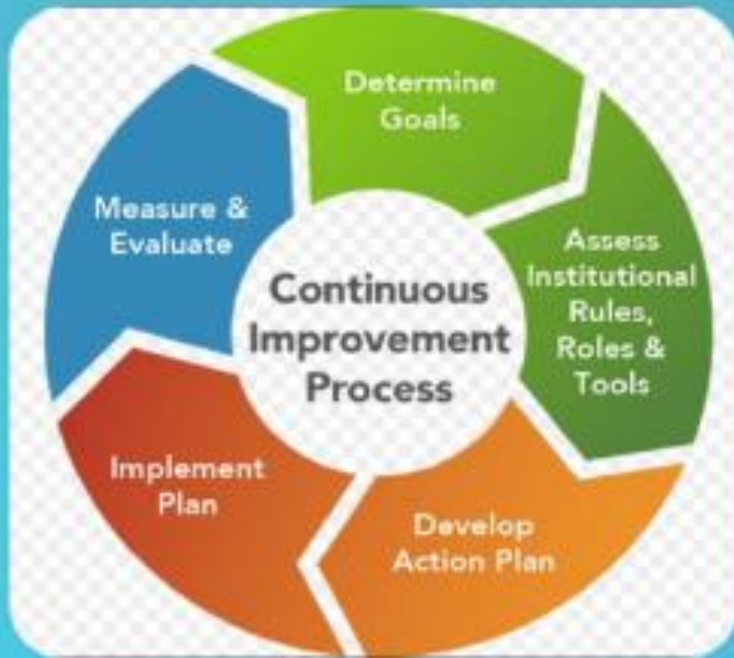 Determine
Goals
Assess
Institutional
Rules,
Roles &
Tools
Develop
Action Plan
Implement
Plan
Measure &
Evaluate
Continuous
Improvement
Process